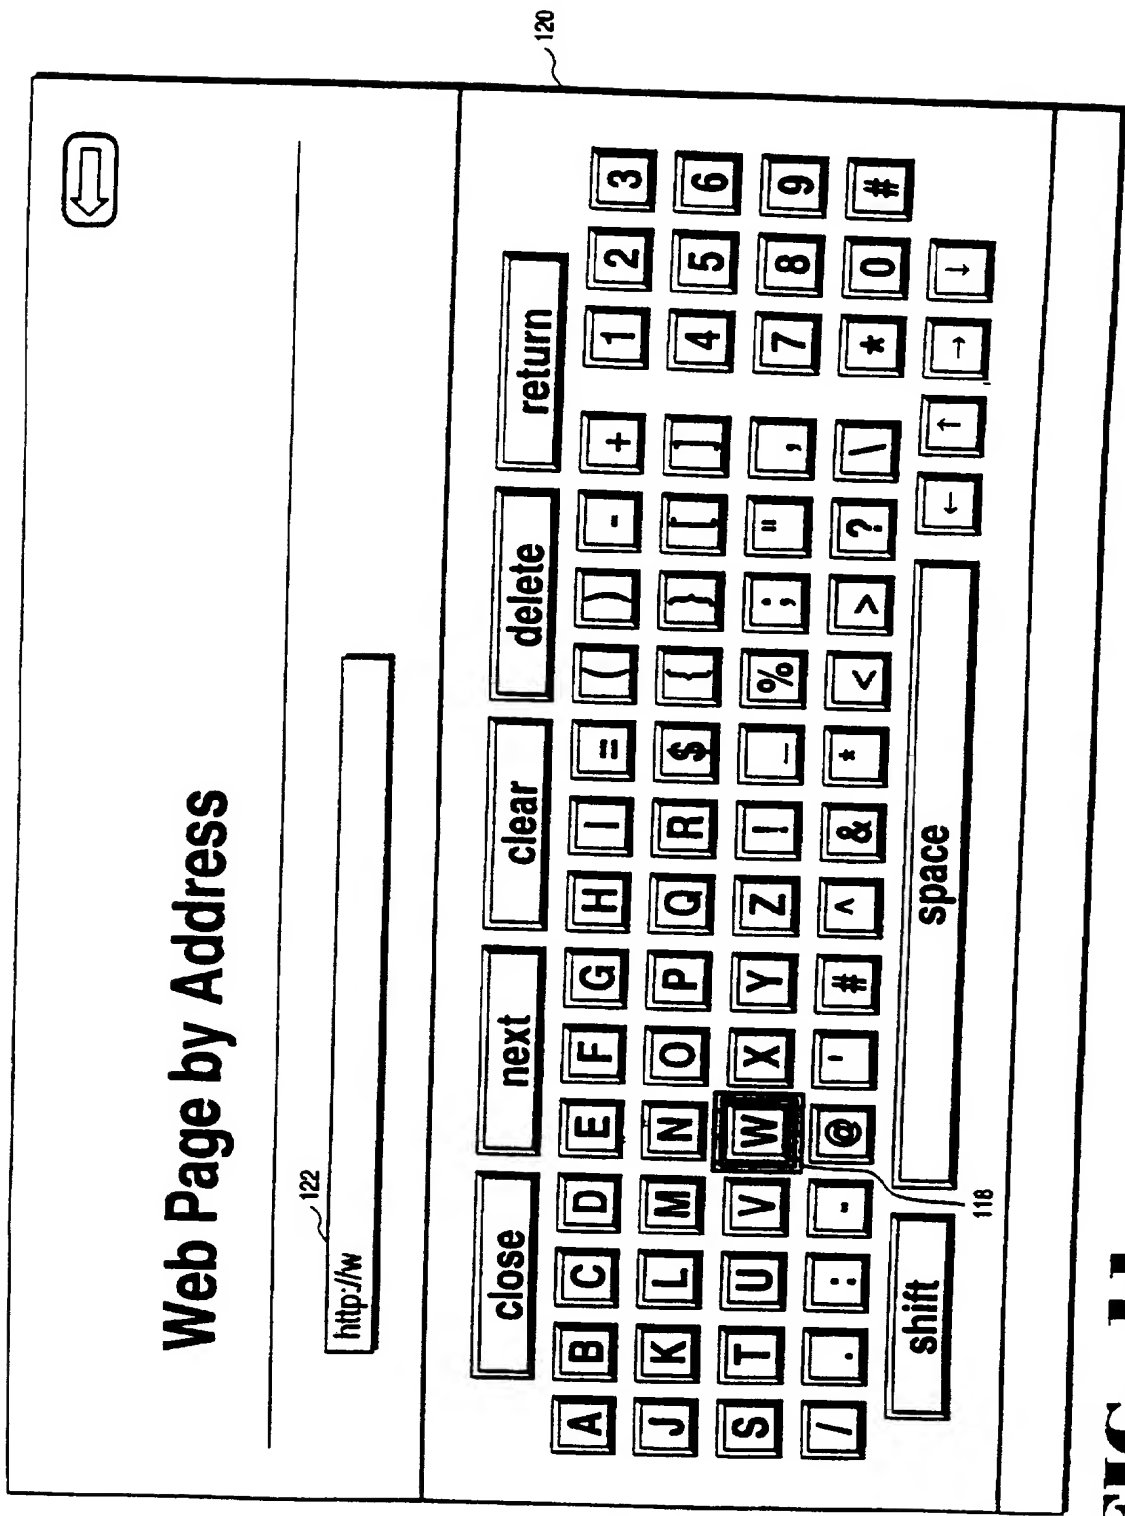 120
Web Page by Address
122
http://w
close next clear delete return
A B C D E F G H I = ( ) - + 1 2 3
J K L M N O P Q R $ { } [ ] 4 5 6
S T U V W X Y Z ! _ % ; " , 7 8 9
/ . : - @ ' # ^ & * < > ? \ * 0 #
shift space ← ↑ → ↓
118